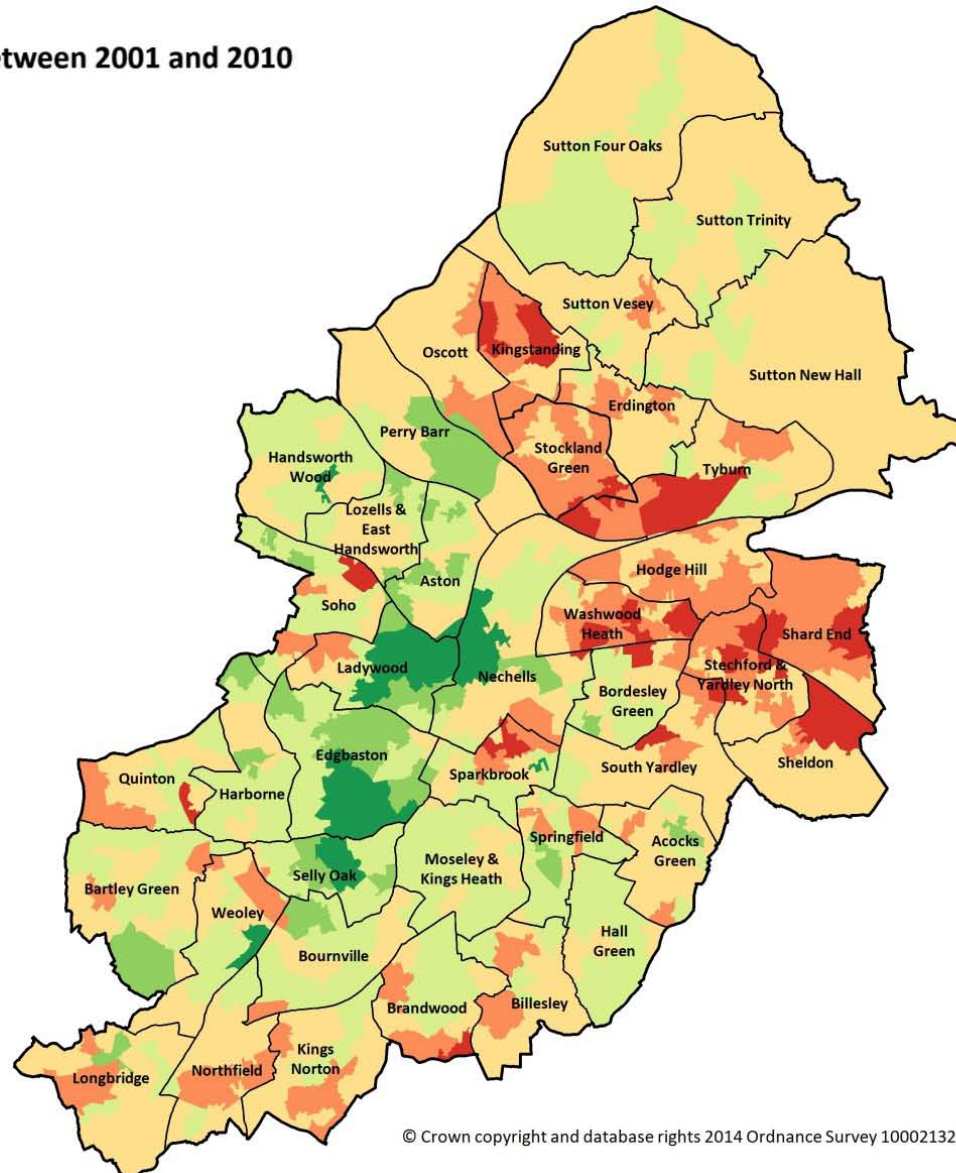 etween 2001 and 2010
Sutton Four Oaks
Sutton Trinity
Sutton Vesey
Sutton New Hall
Oscott
Kingstanding
Erdington
Perry Barr
Stockland
Green
Tyburn
Handsworth
Wood
Lozells &
East
Handsworth
Aston
Soho
Hodge Hill
Washwood
Heath
Shard End
Stechford &
Yardley North
Ladywood
Nechells
Bordesley
Green
Edgbaston
Sparkbrook
South Yardley
Sheldon
Quinton
Harborne
Springfield
Acocks
Green
Moseley &
Kings Heath
Selly Oak
Bartley Green
Weoley
Bournville
Hall
Green
Brandwood
Billesley
Kings
Norton
Northfield
Longbridge
© Crown copyright and database rights 2014 Ordnance Survey 10002132